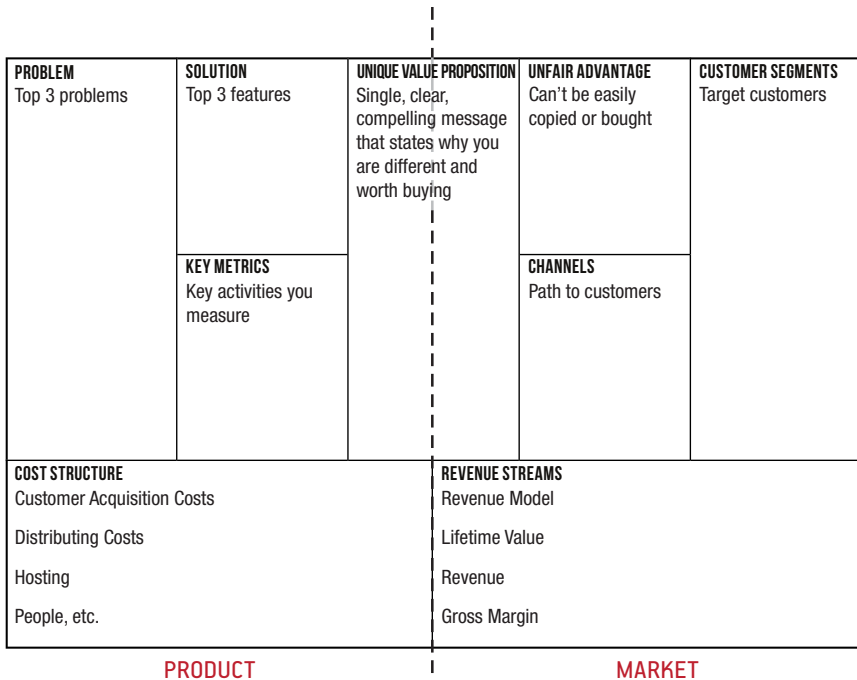 PROBLEM
Top 3 problems
SOLUTION
Top 3 features
KEY METRICS
Key activities you
measure
UNIQUE VALUE PROPOSITION
Single, clear,
compelling message
that states why you
are different and
worth buying
UNFAIR ADVANTAGE
Can't be easily
copied or bought
CHANNELS
Path to customers
CUSTOMER SEGMENTS
Target customers
COST STRUCTURE
Customer Acquisition Costs
Distributing Costs
Hosting
People, etc.
REVENUE STREAMS
Revenue Model
Lifetime Value
Revenue
Gross Margin
PRODUCT
MARKET